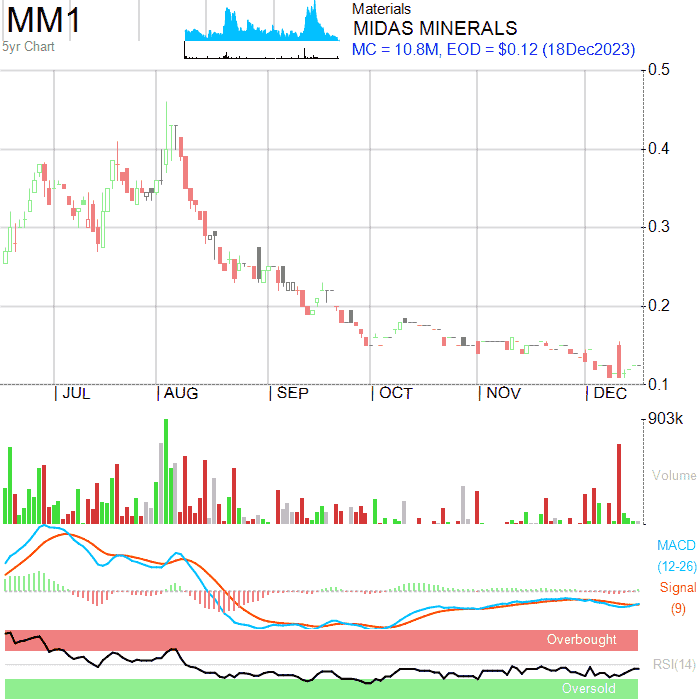 MM1
5yr Chart
Materials
MIDAS MINERALS
MC = 10.8M, EOD = $0.12 (18Dec2023)
0.5
0.4
0.3
0.2
0.1
JUL AUG SEP OCT NOV DEC
903k
Volume
MACD
(12-26)
Signal
(9)
Overbought
RSI(14)
Oversold